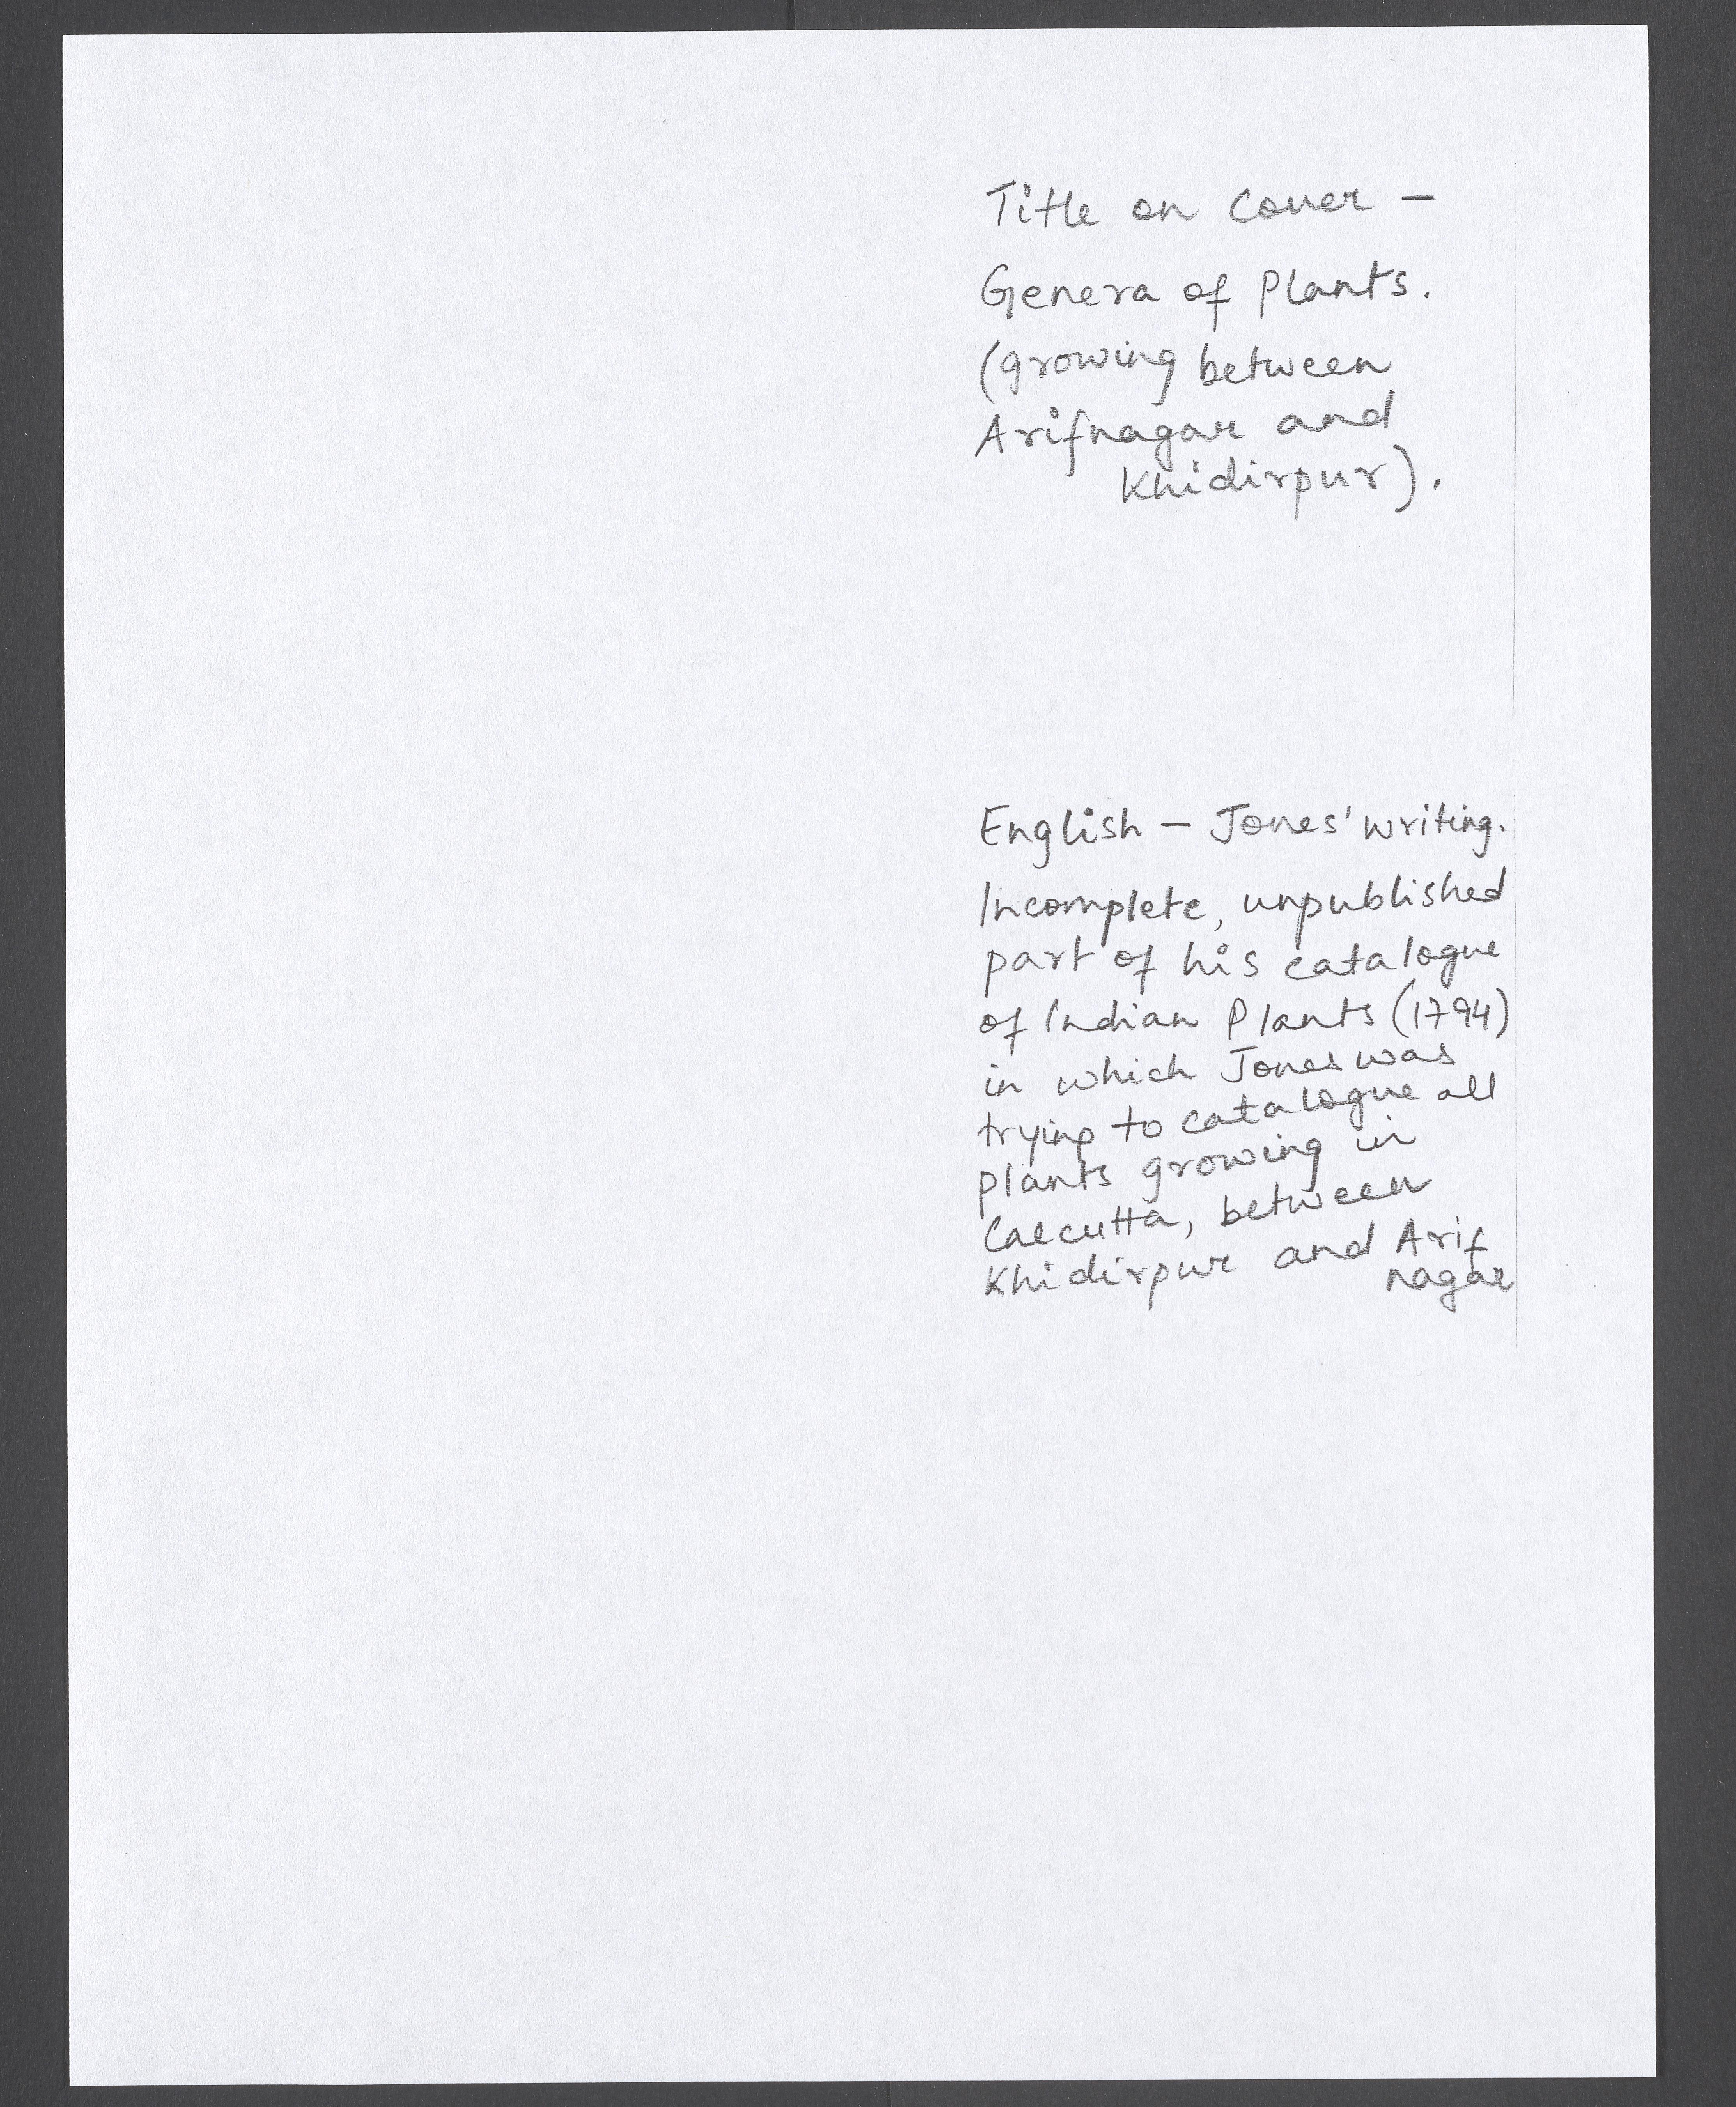 Title on Cover –
Genera of Plants.
(growing between
Arifnagar and
Khidirpur).
English – Jones' writing.
Incomplete, unpublished
part of his catalogue
of Indian Plants (1794)
in which Jones was
trying to catalogue all
plants growing in
Calcutta, between
Khidirpur and Arif
nagar